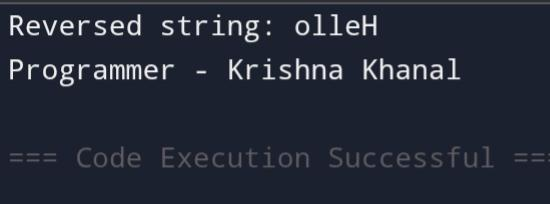 Reversed string: olleH
Programmer - Krishna Khanal
=== Code Execution Successful ===